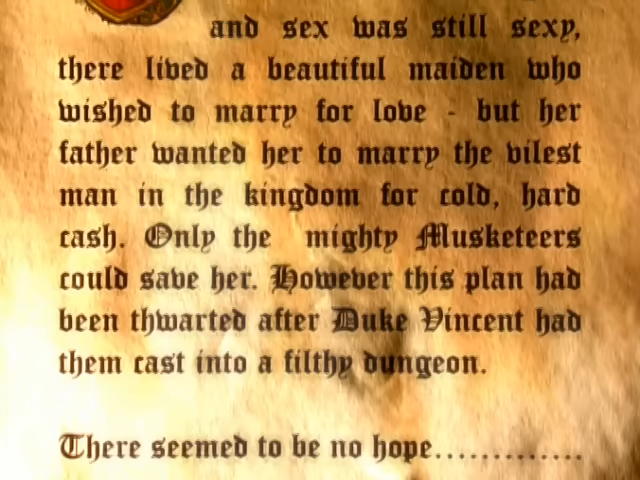 and sex was still sexy,
there lived a beautiful maiden who
wished to marry for love - but her
father wanted her to marry the vilest
man in the kingdom for cold, hard
cash. Only the mighty Musketeers
could save her. However this plan had
been thwarted after Duke Vincent had
them cast into a filthy dungeon.
There seemed to be no hope.............